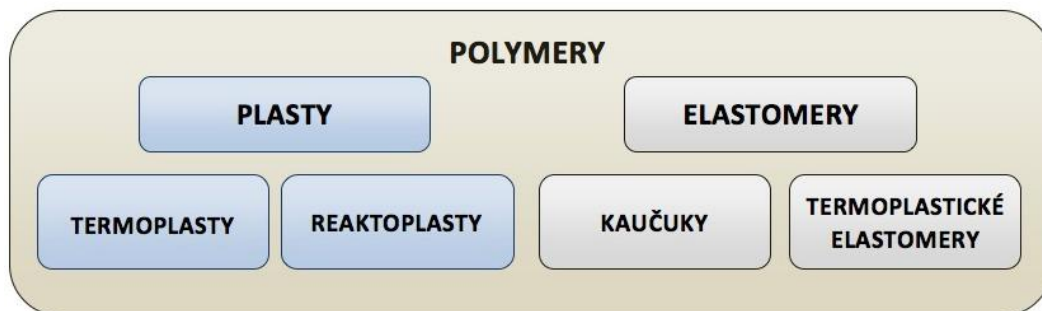 POLYMERY
PLASTY
ELASTOMERY
TERMOPLASTY
REAKTOPLASTY
KAUČUKY
TERMOPLASTICKÉ
ELASTOMERY